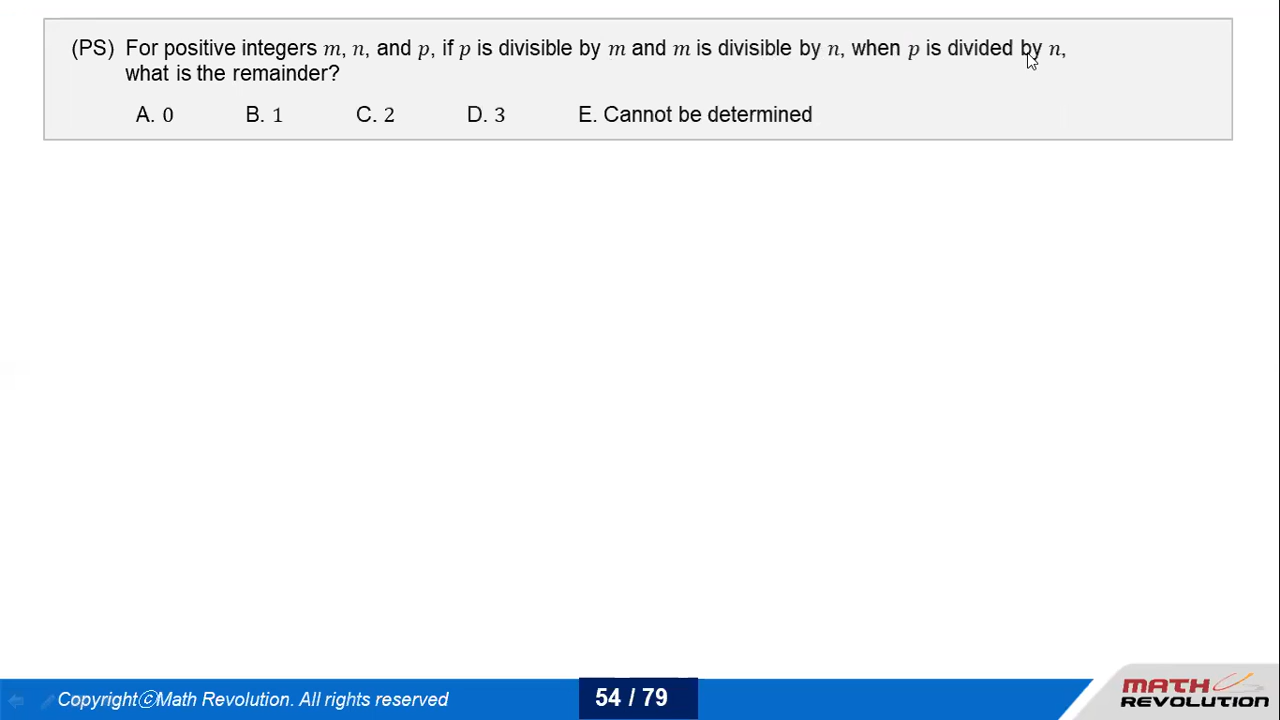 (PS) For positive integers m, n, and p, if p is divisible by m and m is divisible by n, when p is divided by n,
what is the remainder?
A. 0 B. 1 C. 2 D. 3 E. Cannot be determined
Copyrightⓒ Math Revolution. All rights reserved
54 / 79
MATH
REVOLUTION